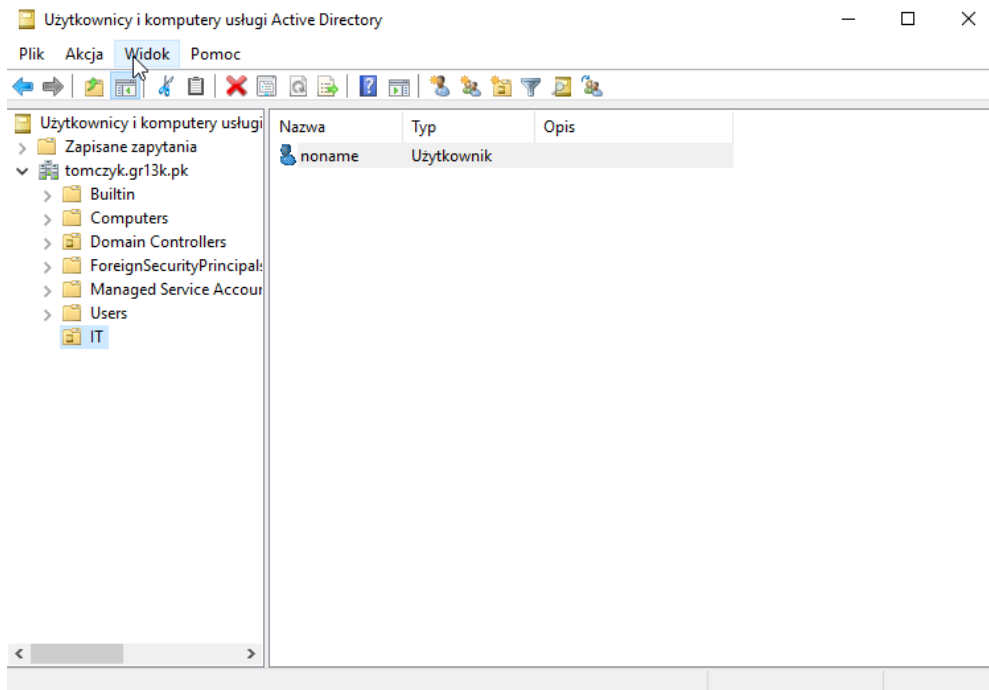 Użytkownicy i komputery usługi Active Directory
Plik Akcja Widok Pomoc
Użytkownicy i komputery usługi
Zapisane zapytania
tomczyk.gr13k.pk
Builtin
Computers
Domain Controllers
ForeignSecurityPrincipals
Managed Service Accour
Users
IT
Nazwa Typ Opis
noname Użytkownik